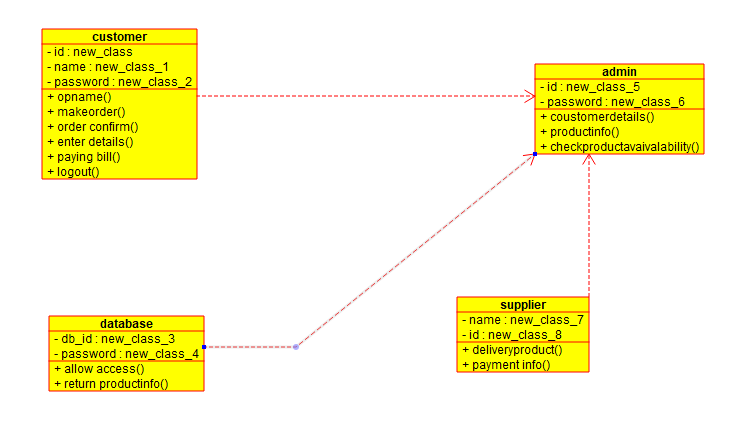 customer
- id : new_class
- name : new_class_1
- password : new_class_2
+ opname()
+ makeorder()
+ order confirm()
+ enter details()
+ paying bill()
+ logout()
admin
- id : new_class_5
- password : new_class_6
+ coustomerdetails()
+ productinfo()
+ checkproductavaivalability()
database
- db_id : new_class_3
- password : new_class_4
+ allow access()
+ return productinfo()
supplier
- name : new_class_7
- id : new_class_8
+ deliveryproduct()
+ payment info()